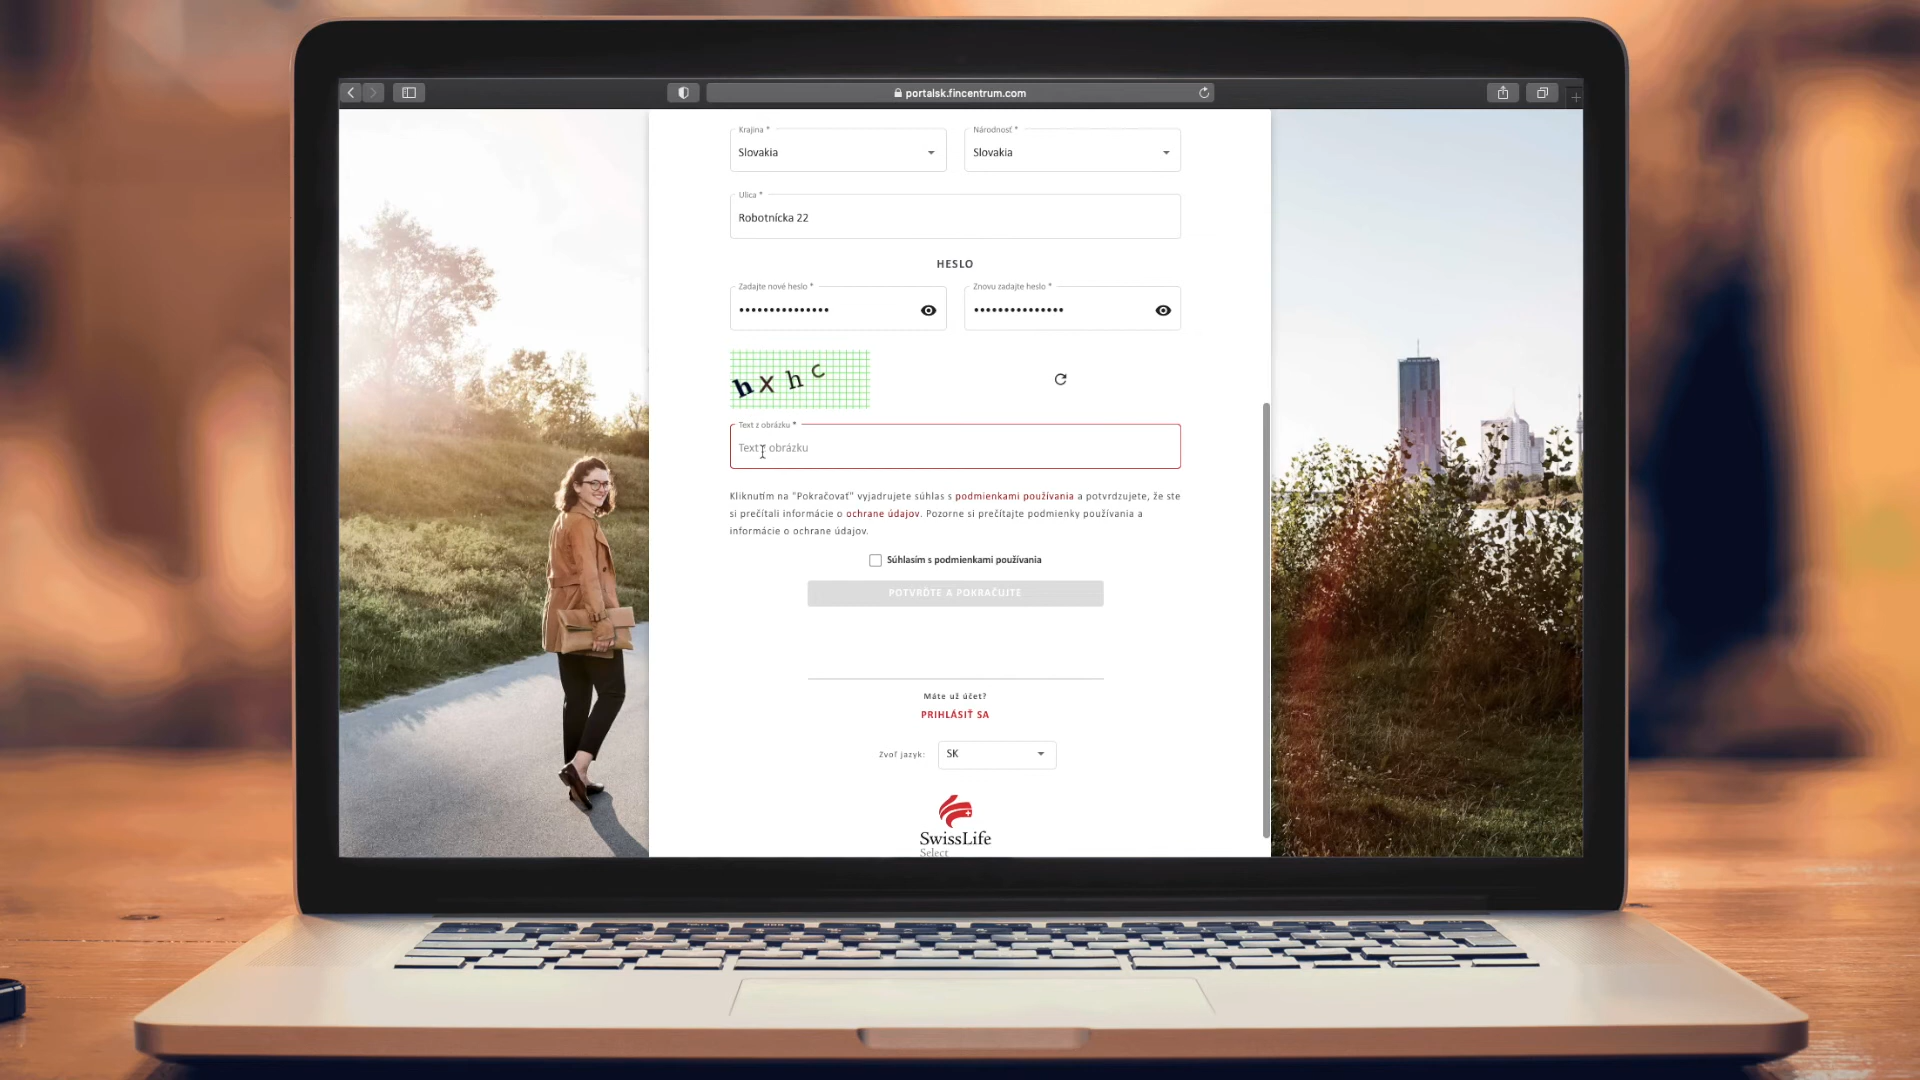 portalsk.fincentrum.com
Krajina *
Národnosť *
Slovakia
Slovakia
Ulica *
Robotnícka 22
HESLO
Zadajte nové heslo *
Znovu zadajte heslo *
h x h c
Text z obrázku *
Text z obrázku
Kliknutím na "Pokračovať" vyjadrujete súhlas s podmienkami používania a potvrdzujete, že ste
si prečítali informácie o ochrane údajov. Pozorne si prečítajte podmienky používania a
informácie o ochrane údajov.
Súhlasím s podmienkami používania
POTVRĎTE A POKRAČUJTE
Máte už účet?
PRIHLÁSIŤ SA
Zvoľ jazyk:
SK
SwissLife
Select